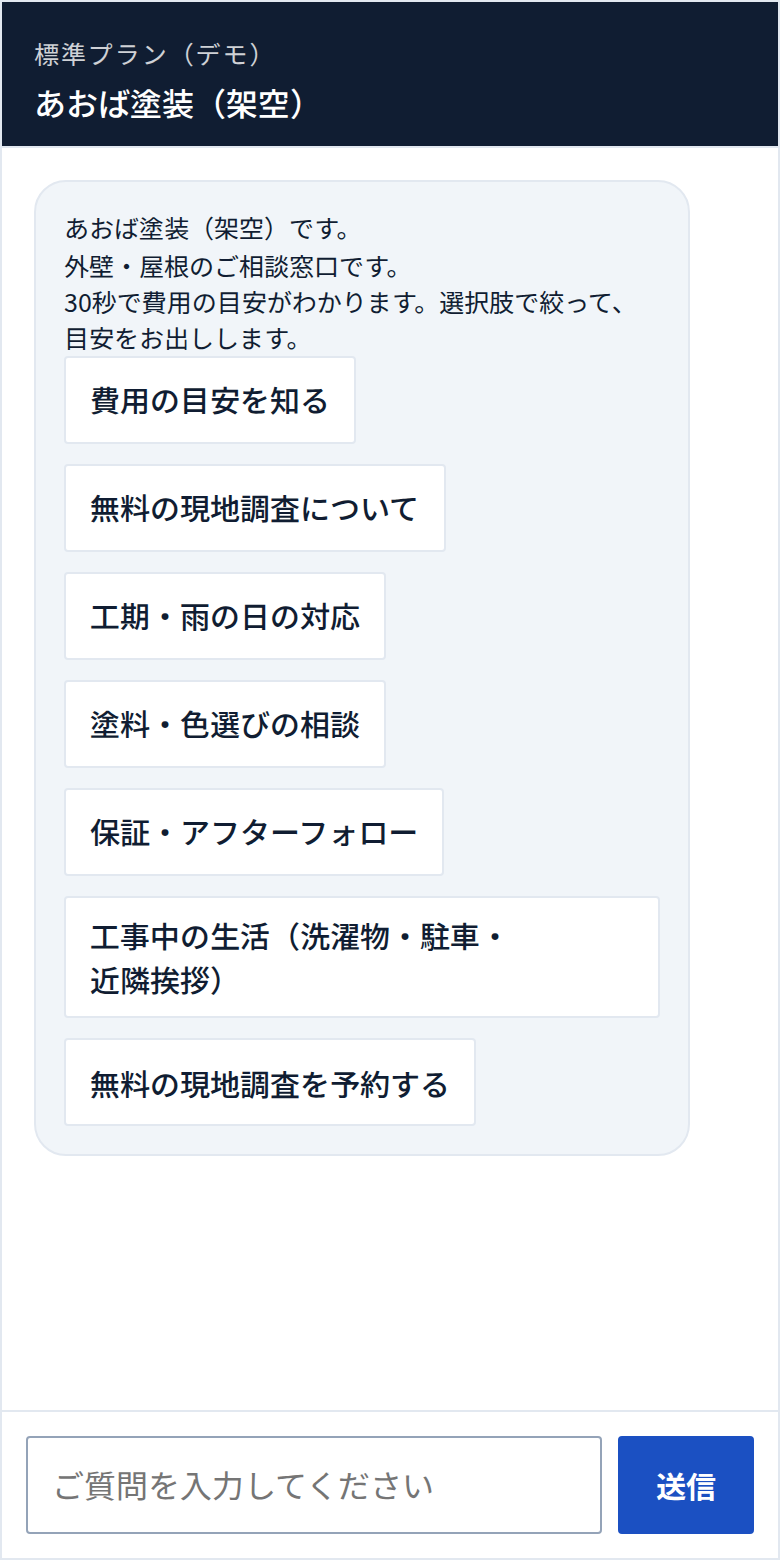 標準プラン（デモ）
あおば塗装（架空）
あおば塗装（架空）です。
外壁・屋根のご相談窓口です。
30秒で費用の目安がわかります。選択肢で絞って、
目安をお出しします。
費用の目安を知る
無料の現地調査について
工期・雨の日の対応
塗料・色選びの相談
保証・アフターフォロー
工事中の生活（洗濯物・駐車・
近隣挨拶）
無料の現地調査を予約する
ご質問を入力してください
送信